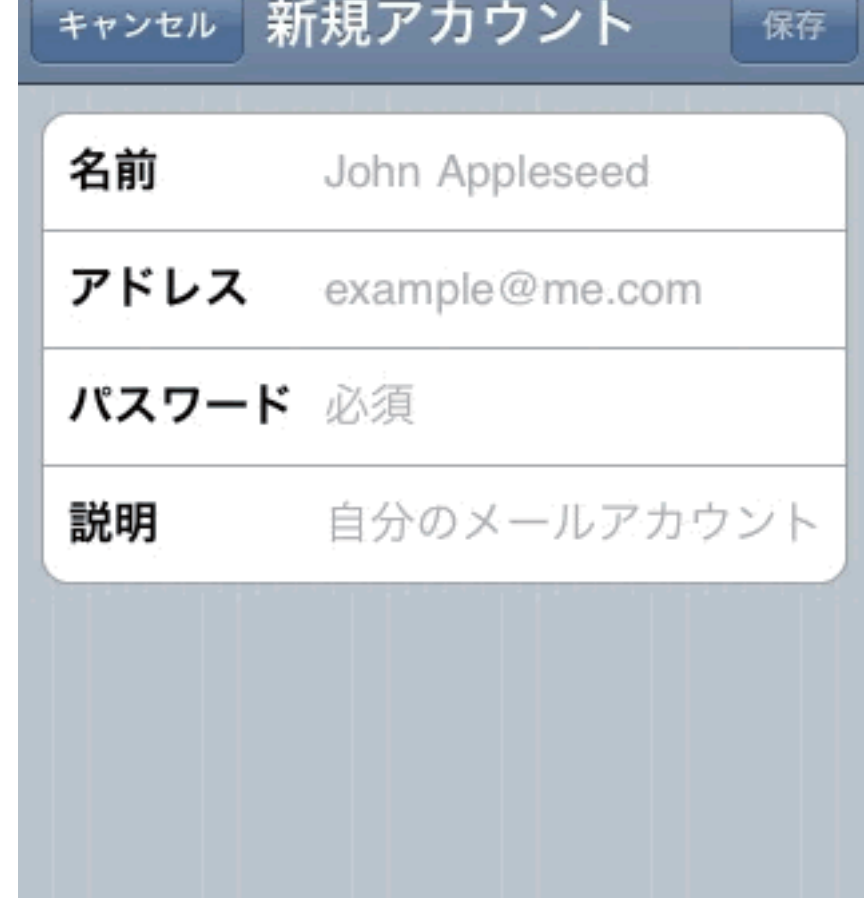 キャンセル 新規アカウント 保存
名前 John Appleseed
アドレス example@me.com
パスワード 必須
説明 自分のメールアカウント